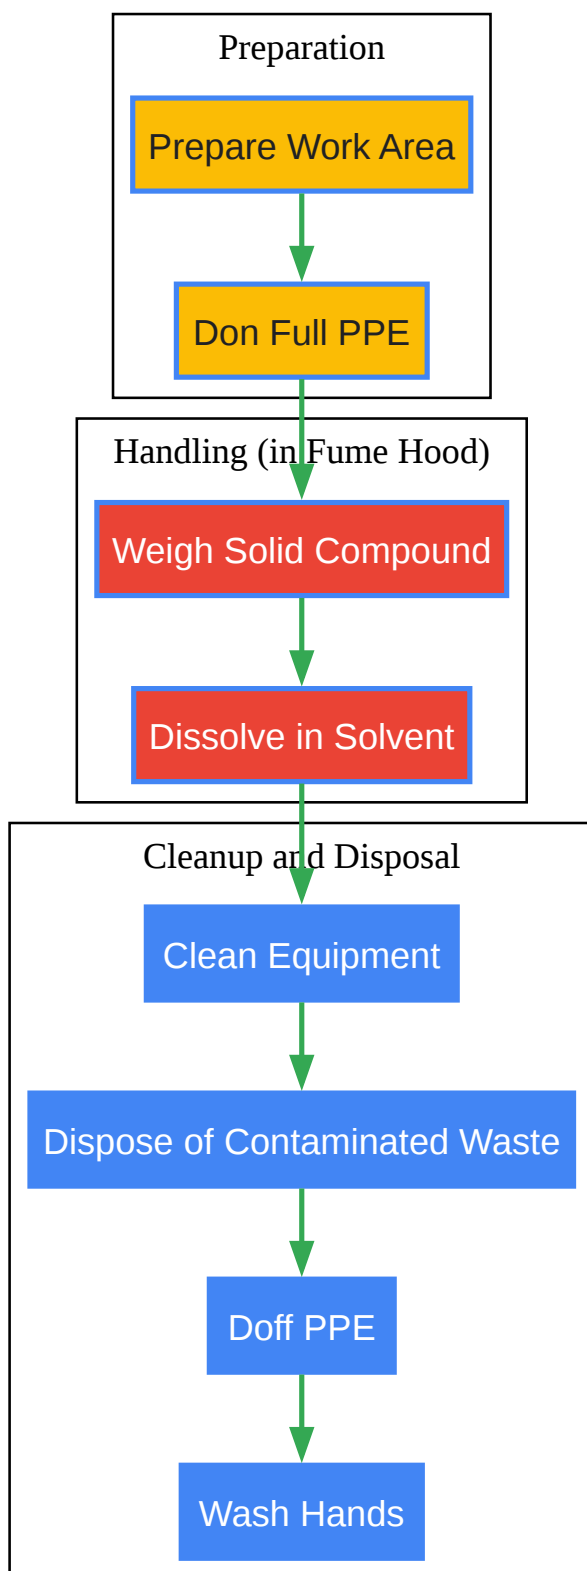 Preparation
Prepare Work Area
Don Full PPE
Handling (in Fume Hood)
Weigh Solid Compound
Dissolve in Solvent
Cleanup and Disposal
Clean Equipment
Dispose of Contaminated Waste
Doff PPE
Wash Hands